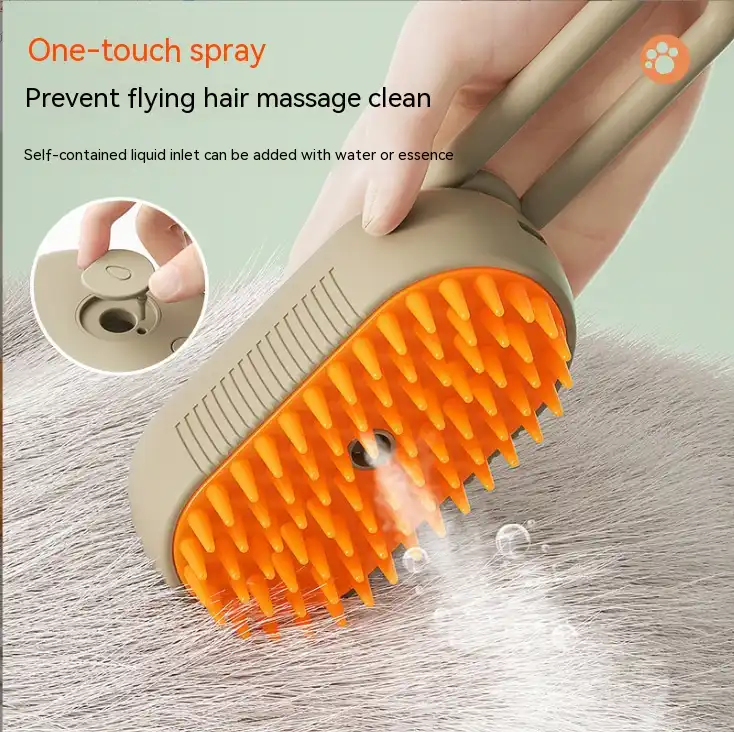 One-touch spray
Prevent flying hair massage clean
Self-contained liquid inlet can be added with water or essence